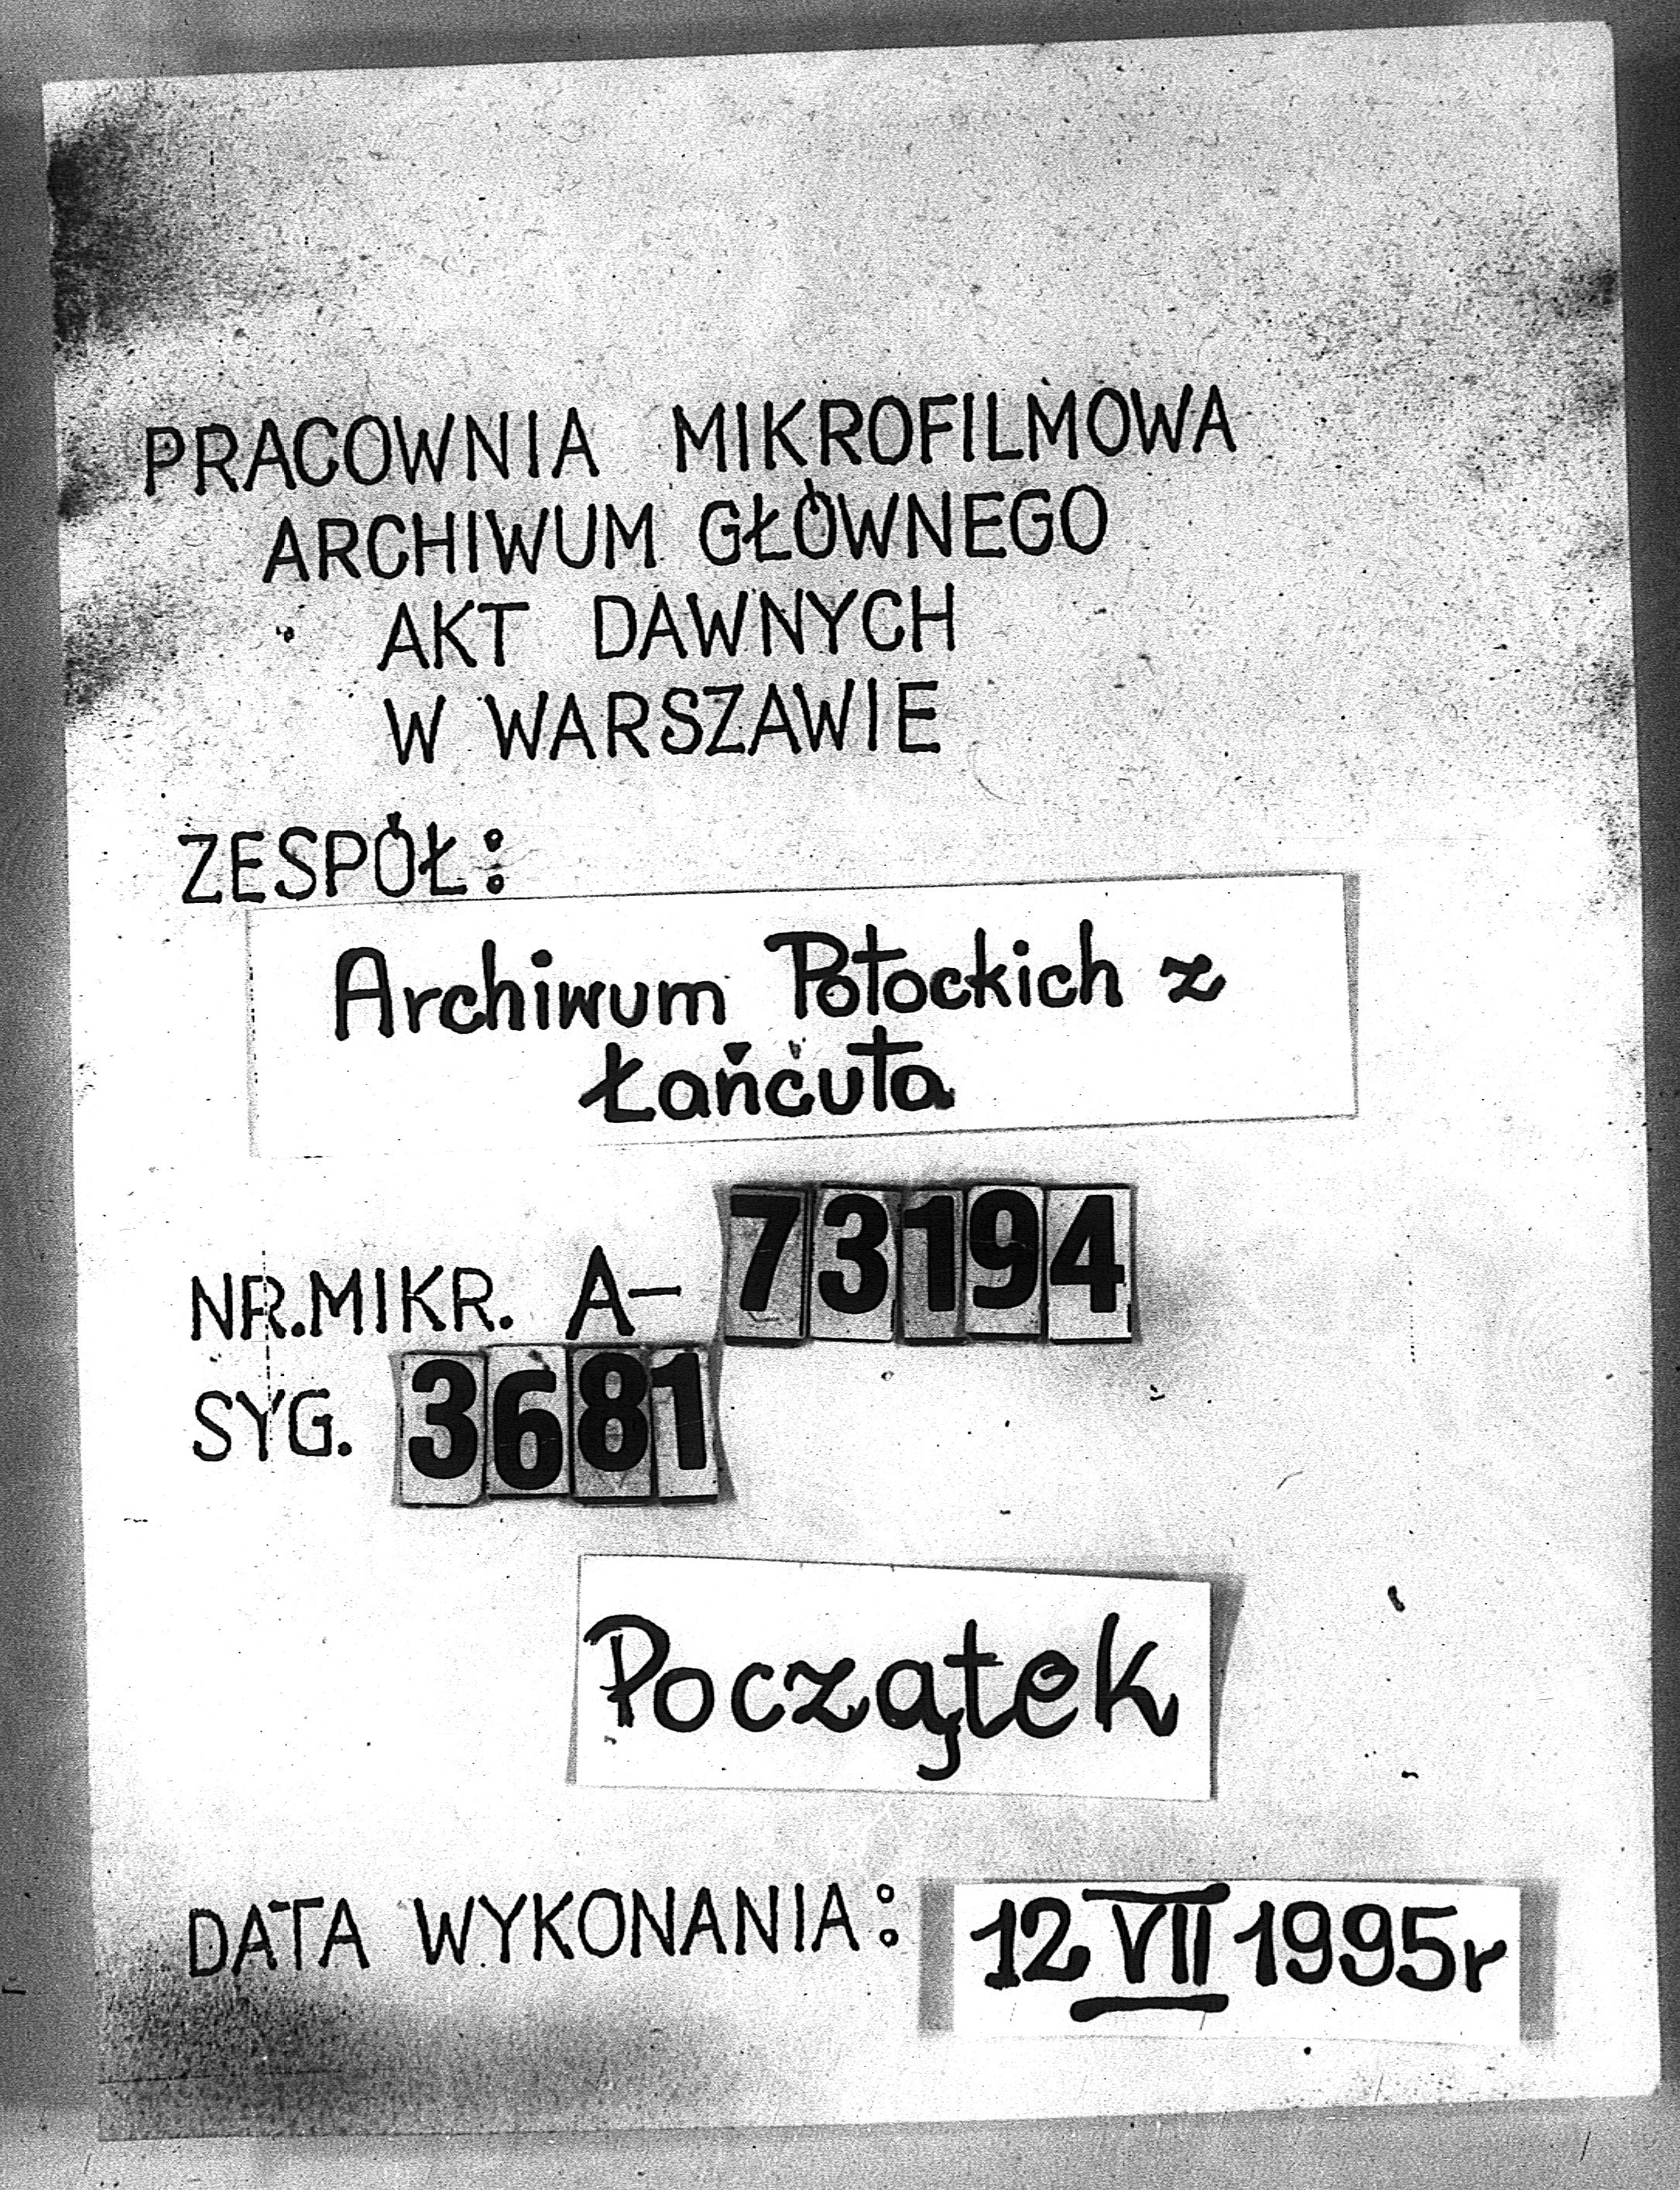 PRACOWNIA MIKROFILMOWA
ARCHIWUM GŁÓWNEGO
AKT DAWNYCH
W WARSZAWIE
ZESPÓŁ:
Archiwum Potockich z
Łańcuta
NR.MIKR. A- 73194
SYG. 3681
Początek
DATA WYKONANIA: 12 VII 1995r